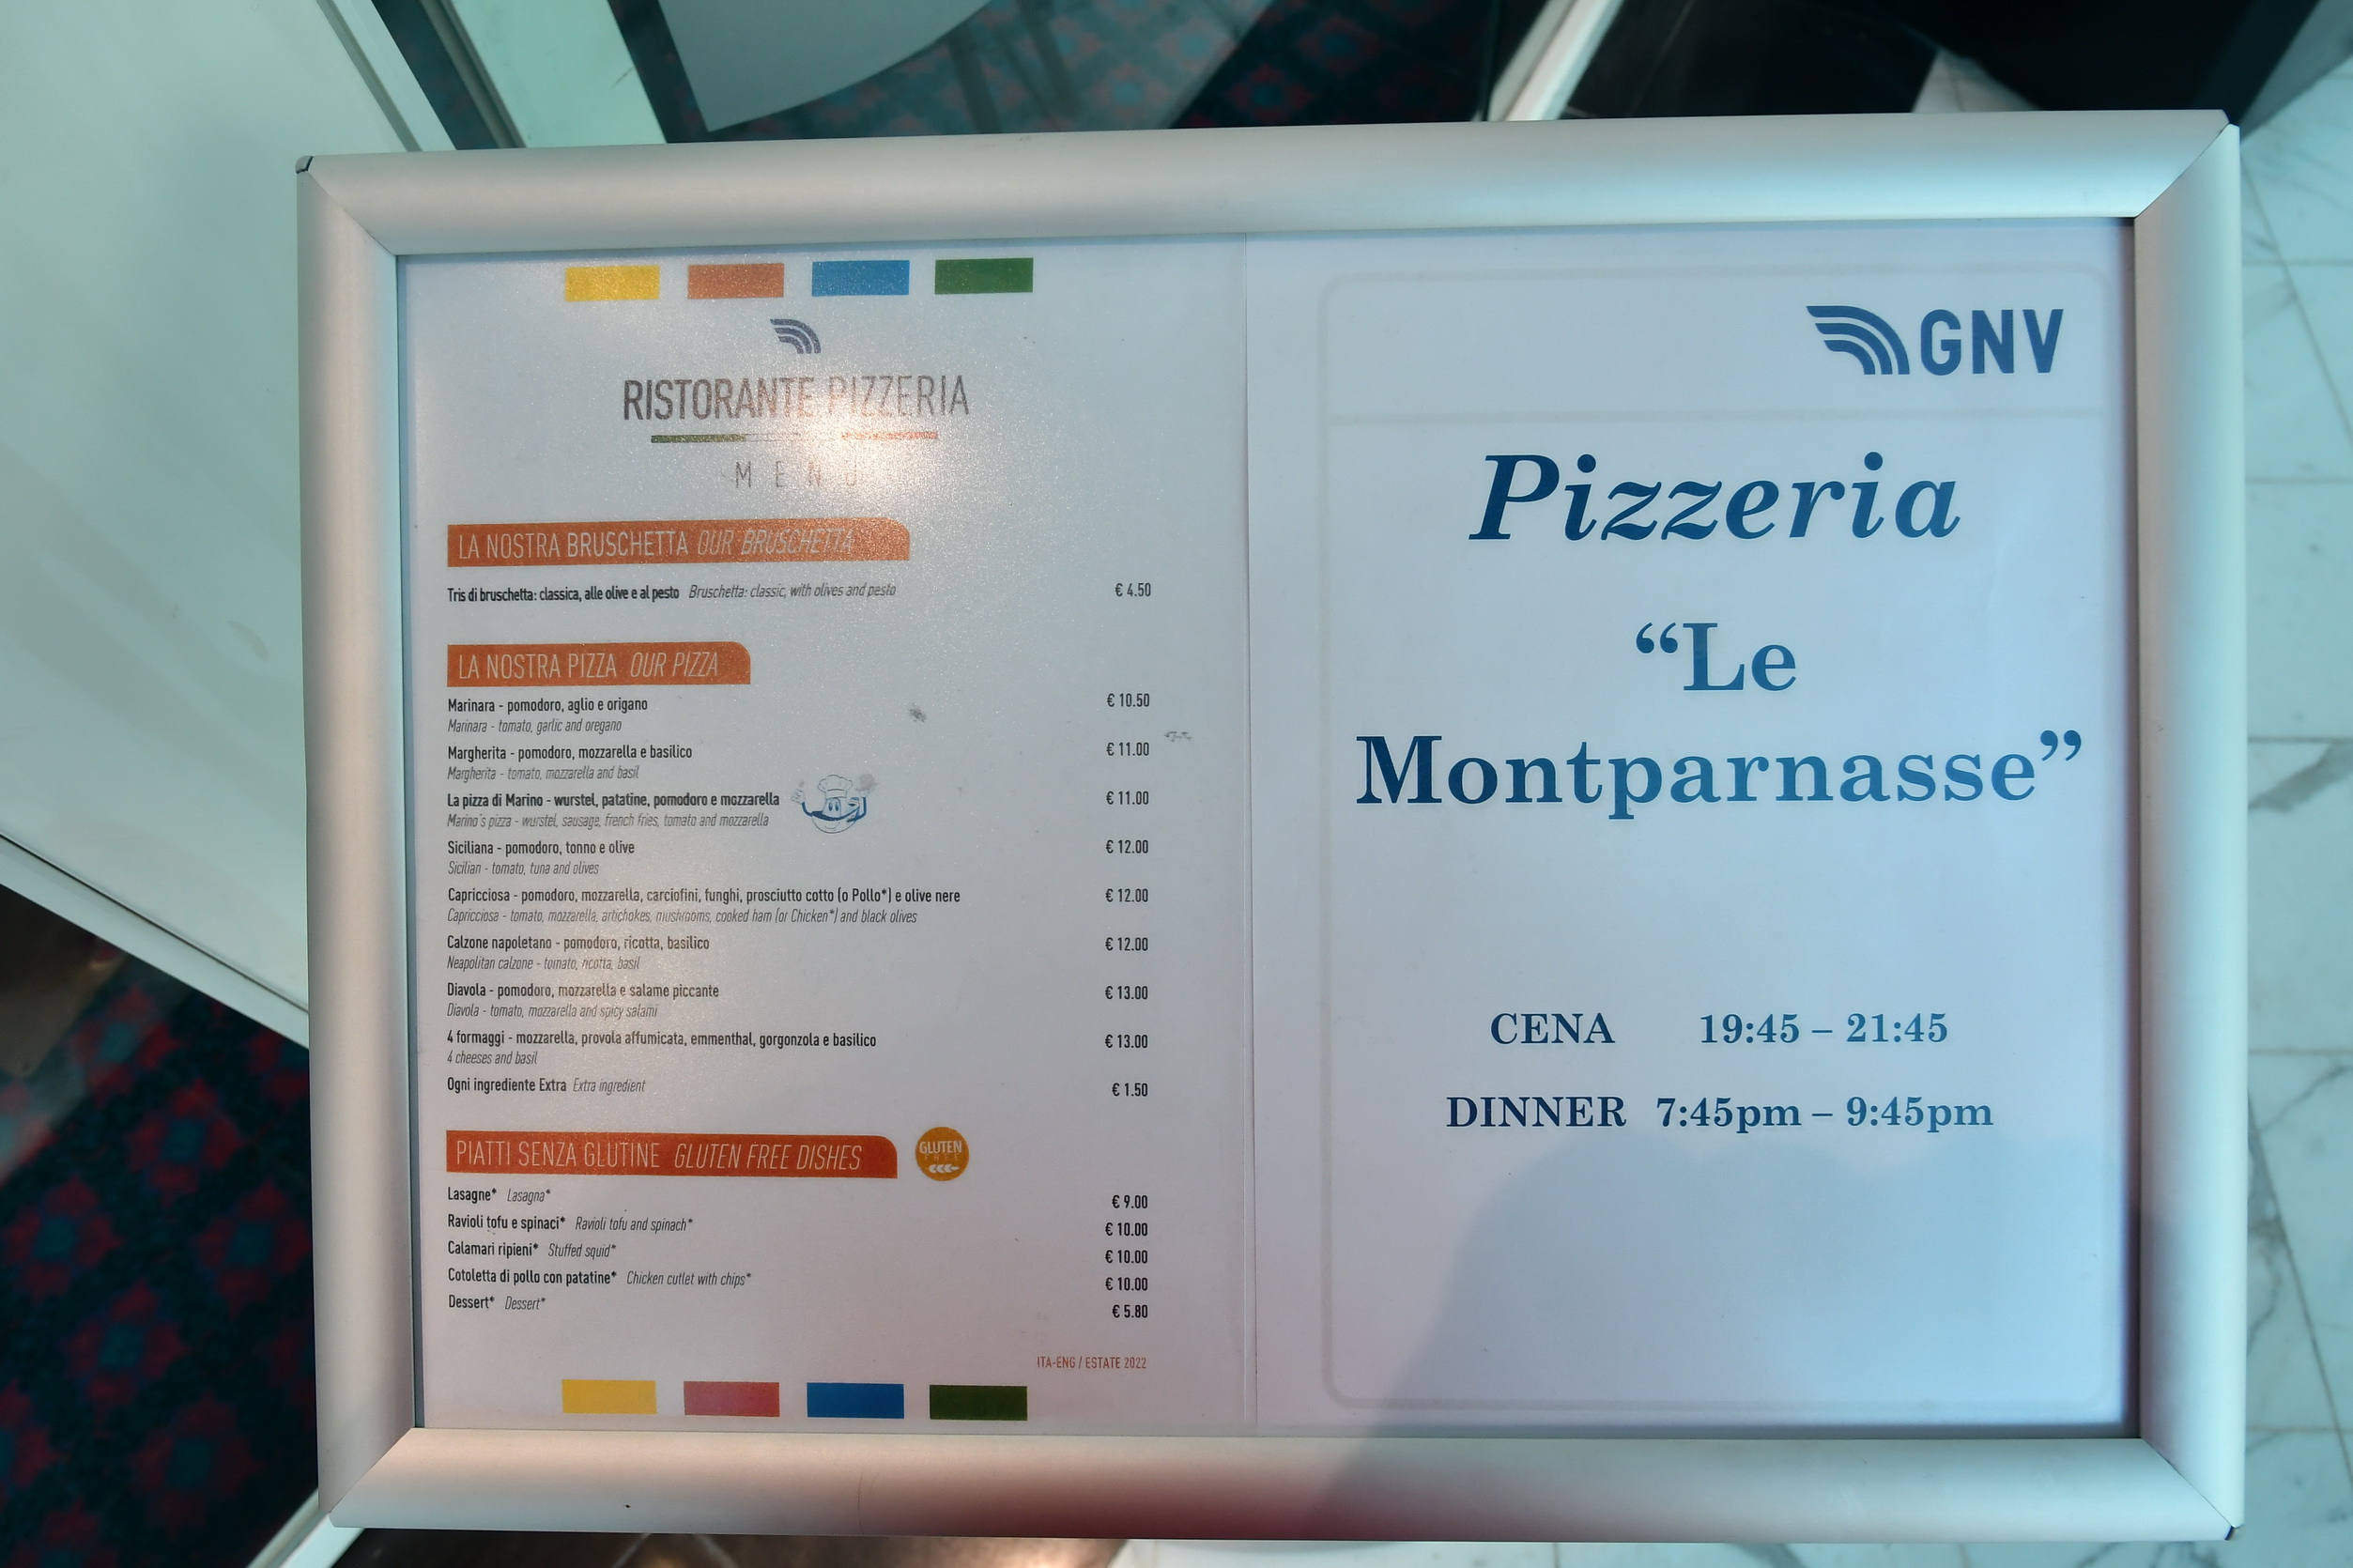 RISTORANTE PIZZERIA
MENU
LA NOSTRA BRUSCHETTA OUR BRUSCHETTA
Tris di bruschetta: classica, alle olive e al pesto Bruschetta: classic, with olives and pesto € 4.50
LA NOSTRA PIZZA OUR PIZZA
Marinara - pomodoro, aglio e origano € 10.50
Marinara - tomato, garlic and oregano
Margherita - pomodoro, mozzarella e basilico € 11.00
Margherita - tomato, mozzarella and basil
La pizza di Marino - wurstel, patatine, pomodoro e mozzarella € 11.00
Marino's pizza - wurstel, sausage, french fries, tomato and mozzarella
Siciliana - pomodoro, tonno e olive € 12.00
Sicilian - tomato, tuna and olives
Capricciosa - pomodoro, mozzarella, carciofini, funghi, prosciutto cotto (o Pollo*) e olive nere € 12.00
Capricciosa - tomato, mozzarella, artichokes, mushrooms, cooked ham (or Chicken*) and black olives
Calzone napoletano - pomodoro, ricotta, basilico € 12.00
Neapolitan calzone - tomato, ricotta, basil
Diavola - pomodoro, mozzarella e salame piccante € 13.00
Diavola - tomato, mozzarella and spicy salami
4 formaggi - mozzarella, provola affumicata, emmenthal, gorgonzola e basilico € 13.00
4 cheeses and basil
Ogni ingrediente Extra Extra ingredient € 1.50
PIATTI SENZA GLUTINE GLUTEN FREE DISHES GLUTEN
FREE
Lasagne* Lasagna* € 9.00
Ravioli tofu e spinaci* Ravioli tofu and spinach* € 10.00
Calamari ripieni* Stuffed squid* € 10.00
Cotoletta di pollo con patatine* Chicken cutlet with chips* € 10.00
Dessert* Dessert* € 5.80
ITA-ENG / ESTATE 2022
GNV
Pizzeria
“Le
Montparnasse”
CENA 19:45 – 21:45
DINNER 7:45pm – 9:45pm